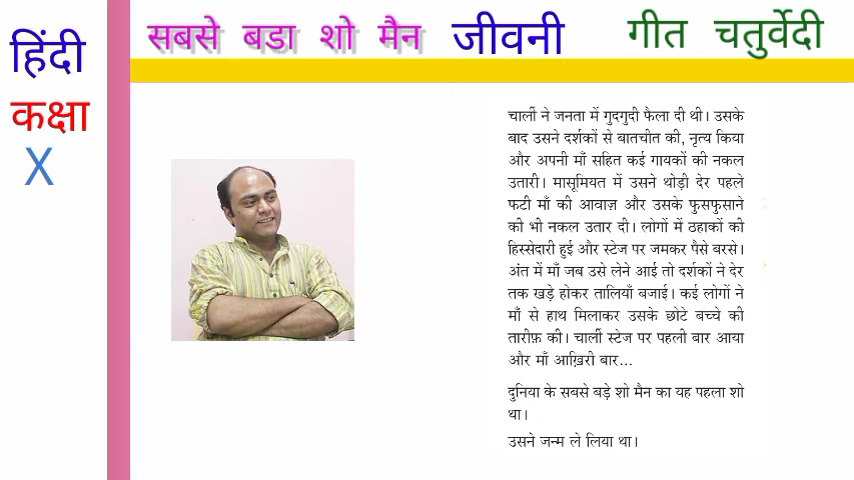 हिंदी
कक्षा
X
सबसे बडा शो मैन जीवनी गीत चतुर्वेदी
चार्ली ने जनता में गुदगुदी फैला दी थी। उसके
बाद उसने दर्शकों से बातचीत की, नृत्य किया
और अपनी माँ सहित कई गायकों की नकल
उतारी। मासूमियत में उसने थोड़ी देर पहले
फटी माँ की आवाज़ और उसके फुसफुसाने
की भी नकल उतार दी। लोगों में ठहाकों की
हिस्सेदारी हुई और स्टेज पर जमकर पैसे बरसे।
अंत में माँ जब उसे लेने आई तो दर्शकों ने देर
तक खड़े होकर तालियाँ बजाई। कई लोगों ने
माँ से हाथ मिलाकर उसके छोटे बच्चे की
तारीफ़ की। चार्ली स्टेज पर पहली बार आया
और माँ आख़िरी बार...
दुनिया के सबसे बड़े शो मैन का यह पहला शो
था।
उसने जन्म ले लिया था।